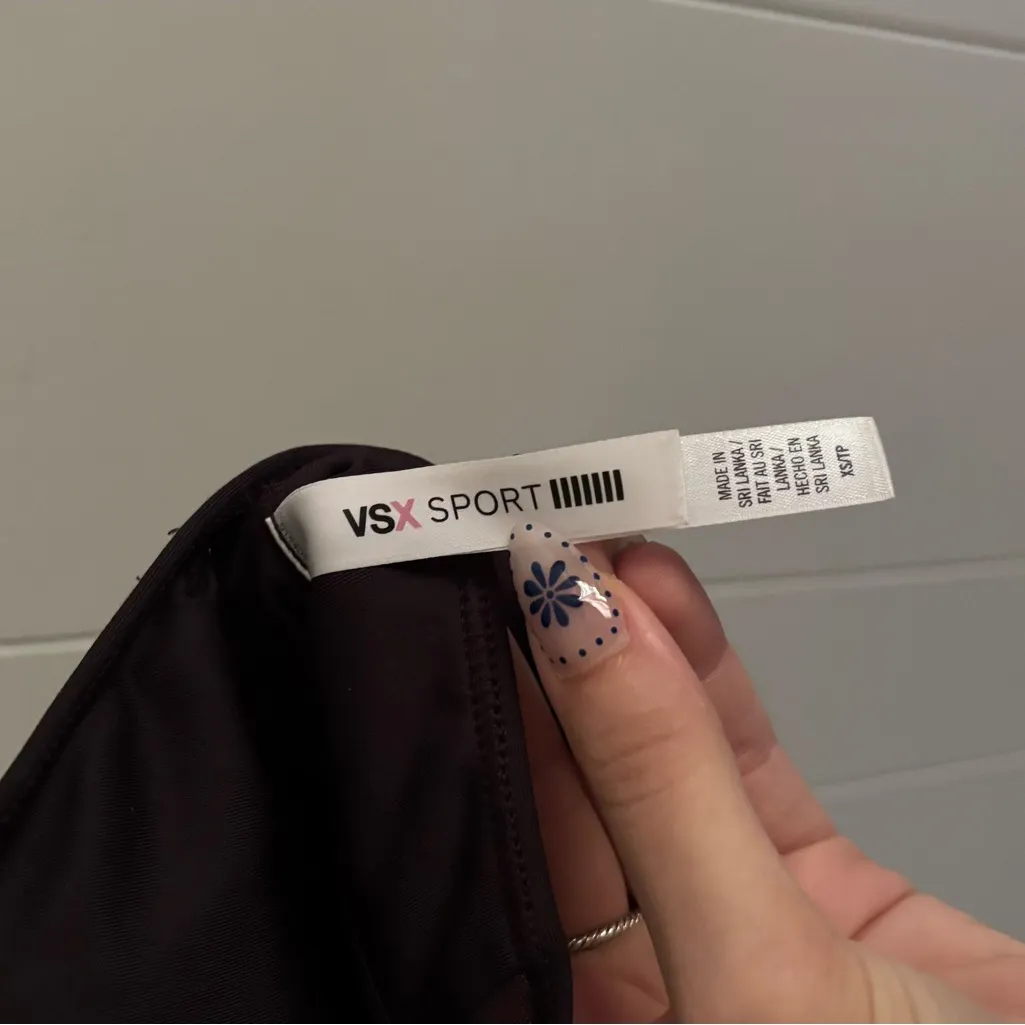 VSX SPORT
MADE IN
SRI LANKA /
FAIT AU SRI
LANKA /
HECHO EN
SRI LANKA
XS/TP